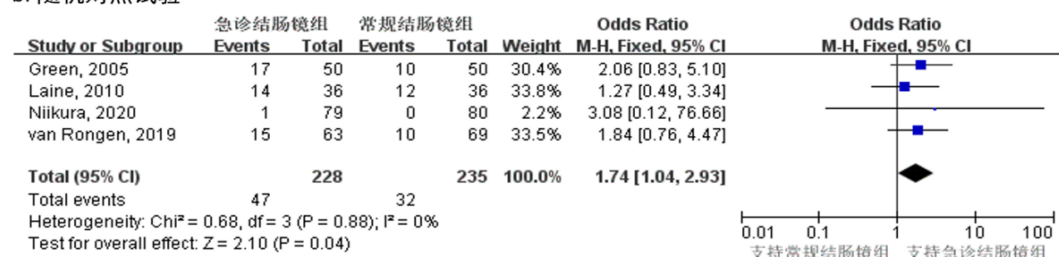 b. 随机对照试验
急诊结肠镜组 常规结肠镜组 Odds Ratio Odds Ratio
Study or Subgroup Events Total Events Total Weight M-H, Fixed, 95% CI M-H, Fixed, 95% CI
Green, 2005 17 50 10 50 30.4% 2.06 [0.83, 5.10]
Laine, 2010 14 36 12 36 33.8% 1.27 [0.49, 3.34]
Niikura, 2020 1 79 0 80 2.2% 3.08 [0.12, 76.66]
van Rongen, 2019 15 63 10 69 33.5% 1.84 [0.76, 4.47]
Total (95% CI) 228 235 100.0% 1.74 [1.04, 2.93]
Total events 47 32
Heterogeneity: Chi² = 0.68, df = 3 (P = 0.88); I² = 0%
Test for overall effect: Z = 2.10 (P = 0.04)
0.01 0.1 1 10 100
支持常规结肠镜组 支持急诊结肠镜组